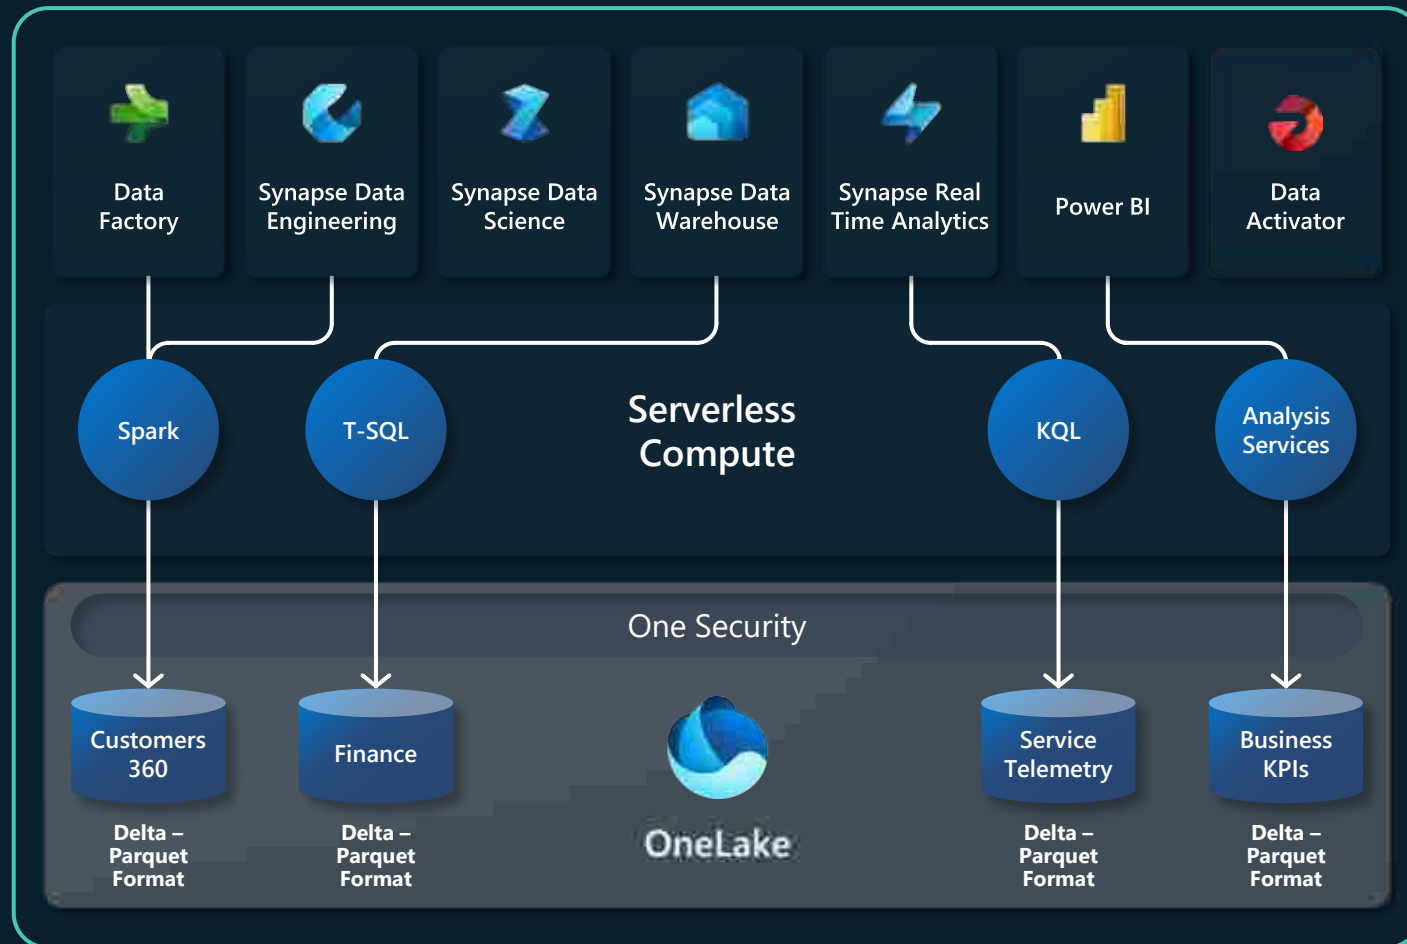 Data
Factory
Synapse Data
Engineering
Synapse Data
Science
Synapse Data
Warehouse
Synapse Real
Time Analytics
Power BI
Data
Activator
Spark
T-SQL
Serverless
Compute
KQL
Analysis
Services
One Security
Customers
360
Finance
Service
Telemetry
Business
KPIs
Delta –
Parquet
Format
Delta –
Parquet
Format
OneLake
Delta –
Parquet
Format
Delta –
Parquet
Format